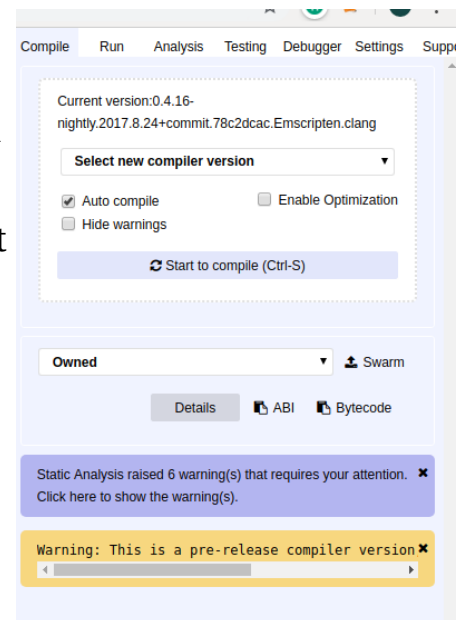 Compile Run Analysis Testing Debugger Settings Suppo
Current version:0.4.16-
nightly.2017.8.24+commit.78c2dcac.Emscripten.clang
Select new compiler version
Auto compile Enable Optimization
Hide warnings
Start to compile (Ctrl-S)
Owned Swarm
Details ABI Bytecode
Static Analysis raised 6 warning(s) that requires your attention.
Click here to show the warning(s).
Warning: This is a pre-release compiler version